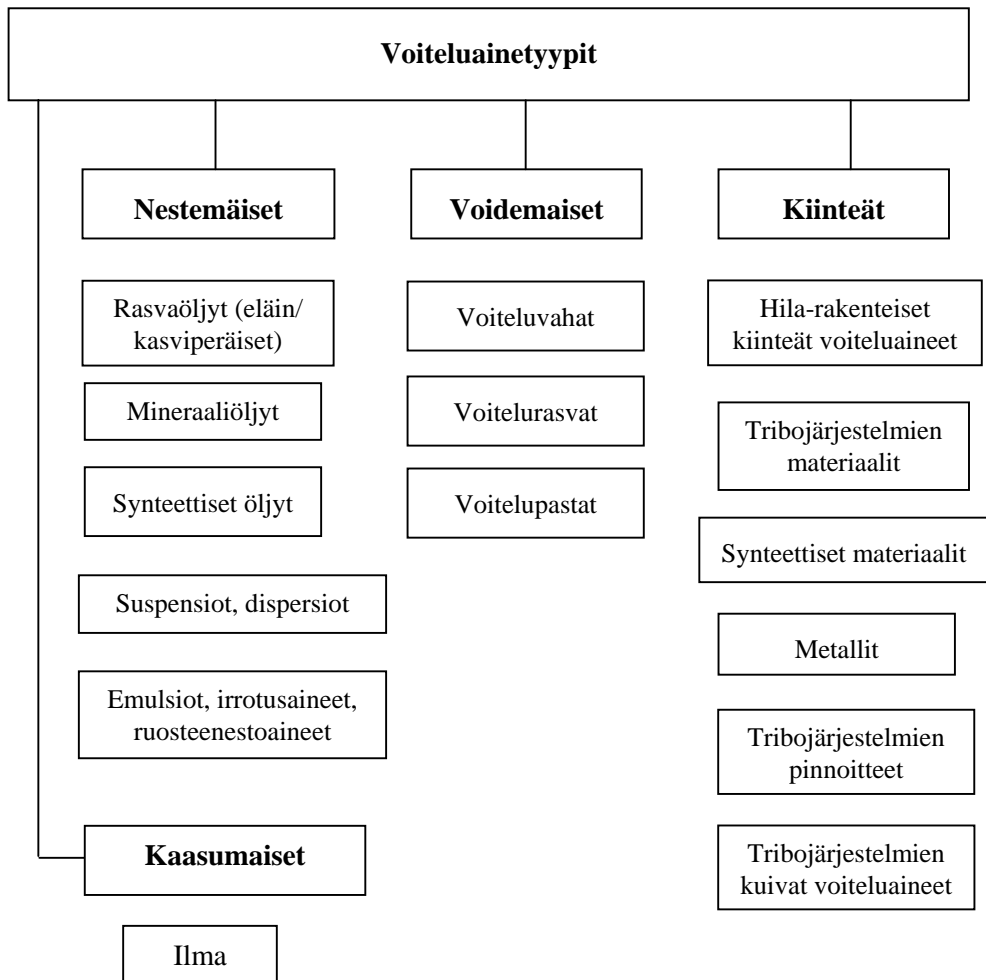 Voiteluainetyypit
Nestemäiset
Rasvaöljyt (eläin/
kasviperäiset)
Mineraaliöljyt
Synteettiset öljyt
Suspensiot, dispersiot
Emulsiot, irrotusaineet,
ruosteenestoaineet
Kaasumaiset
Ilma
Voidemaiset
Voiteluvahat
Voitelurasvat
Voitelupastat
Kiinteät
Hila-rakenteiset
kiinteät voiteluaineet
Tribojärjestelmien
materiaalit
Synteettiset materiaalit
Metallit
Tribojärjestelmien
pinnoitteet
Tribojärjestelmien
kuivat voiteluaineet